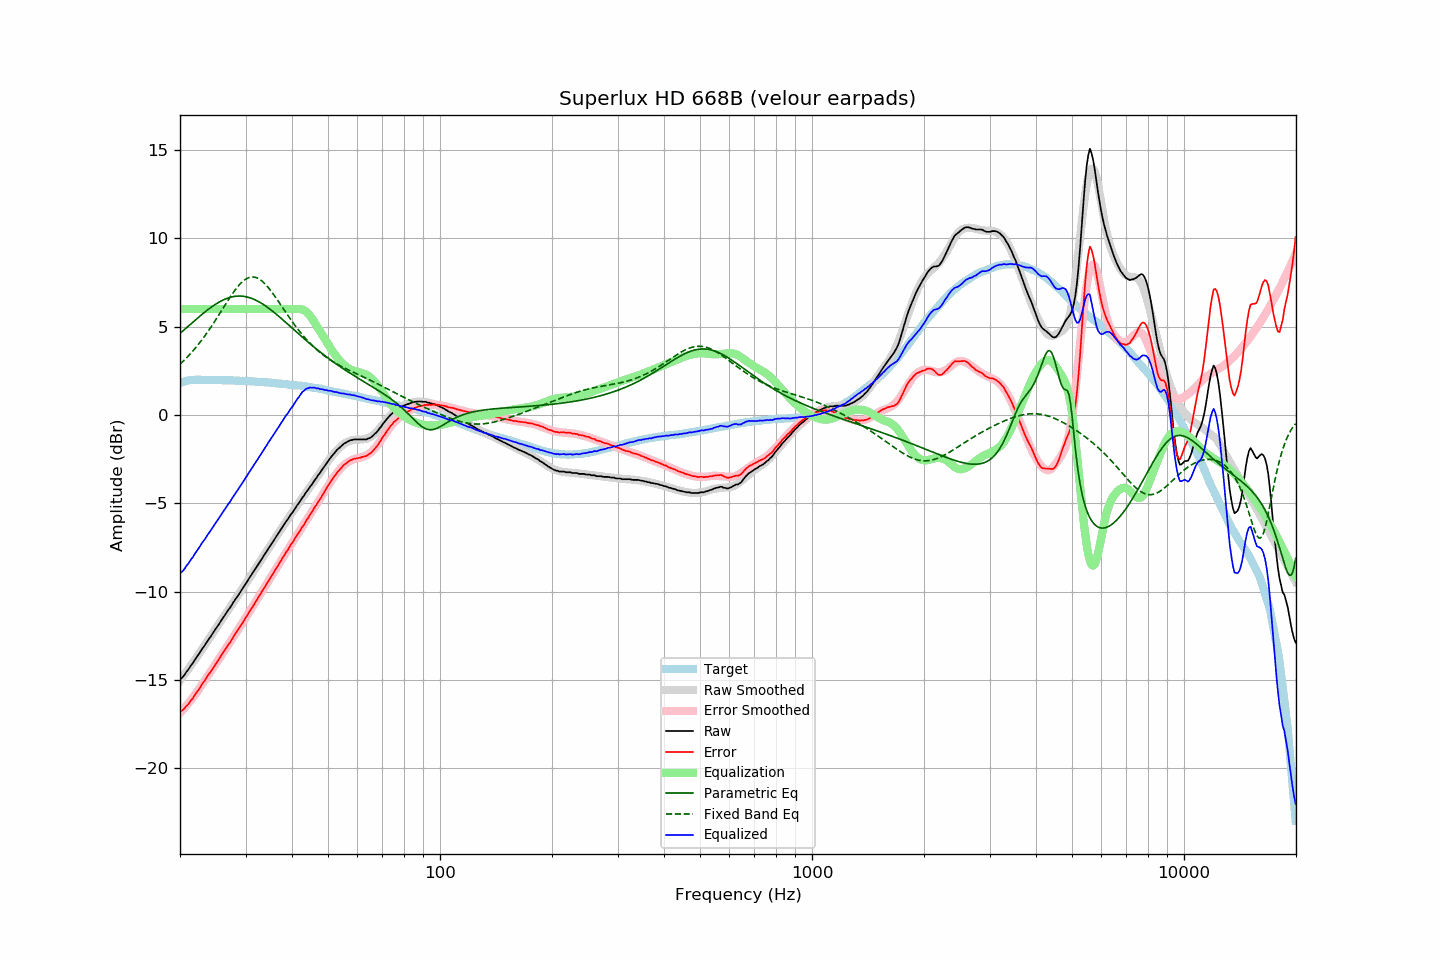 Superlux HD 668B (velour earpads)
Amplitude (dBr)
15
10
5
0
−5
−10
−15
−20
Target
Raw Smoothed
Error Smoothed
Raw
Error
Equalization
Parametric Eq
Fixed Band Eq
Equalized
100
1000
10000
Frequency (Hz)